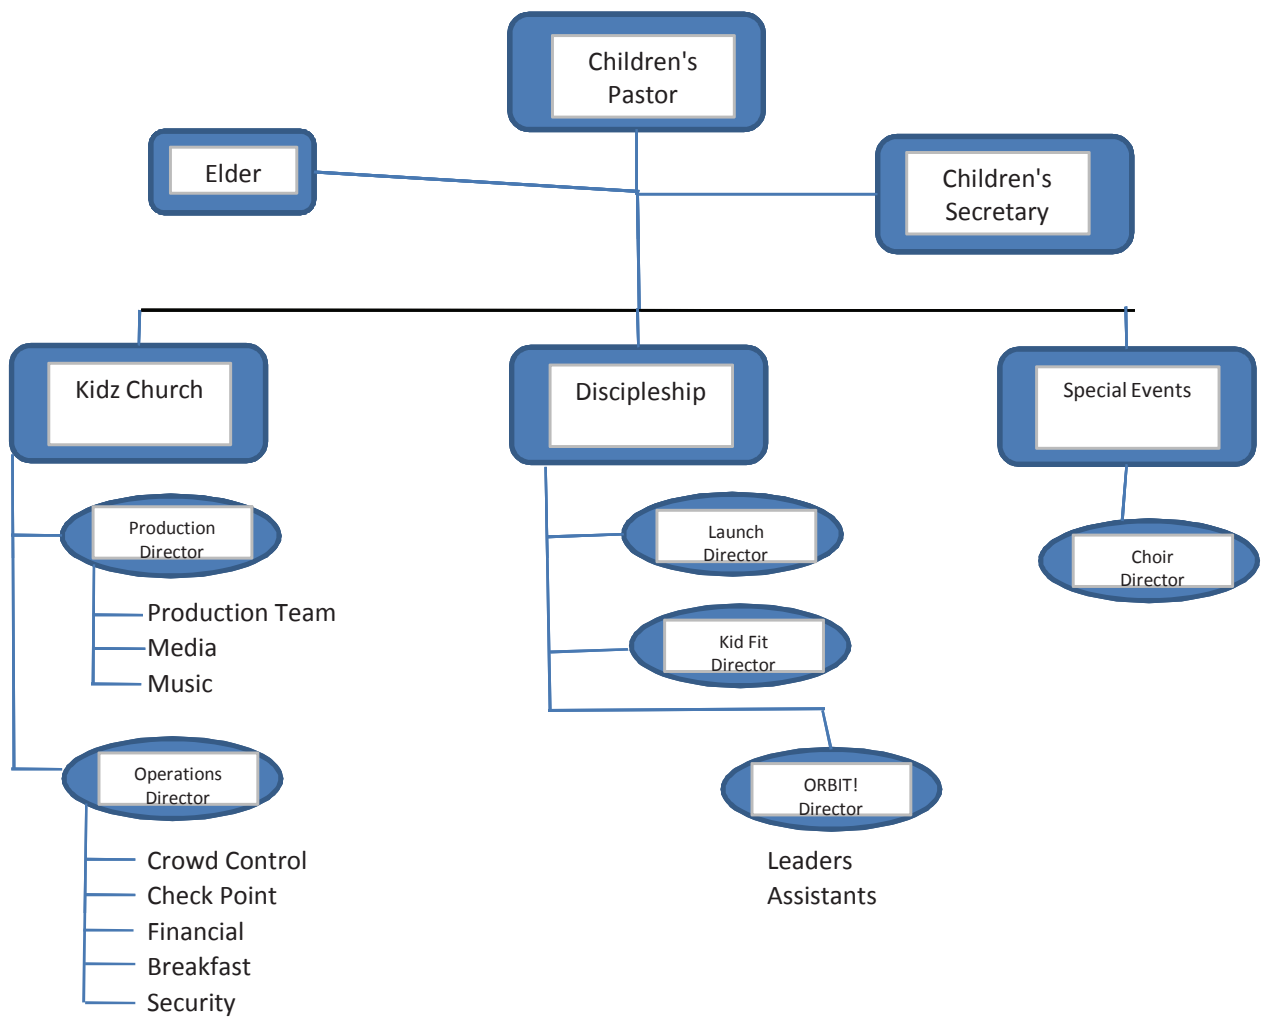 Children's
Pastor
Elder
Children's
Secretary
Kidz Church
Discipleship
Special Events
Production
Director
Production Team
Media
Music
Operations
Director
Crowd Control
Check Point
Financial
Breakfast
Security
Launch
Director
Kid Fit
Director
ORBIT!
Director
Leaders
Assistants
Choir
Director